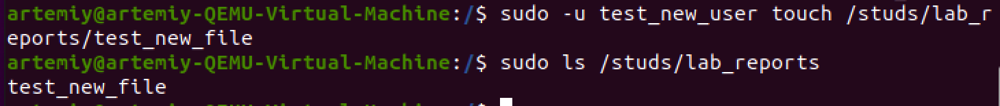 artemiy@artemiy-QEMU-Virtual-Machine:/$ sudo -u test_new_user touch /studs/lab_r
eports/test_new_file
artemiy@artemiy-QEMU-Virtual-Machine:/$ sudo ls /studs/lab_reports
test_new_file